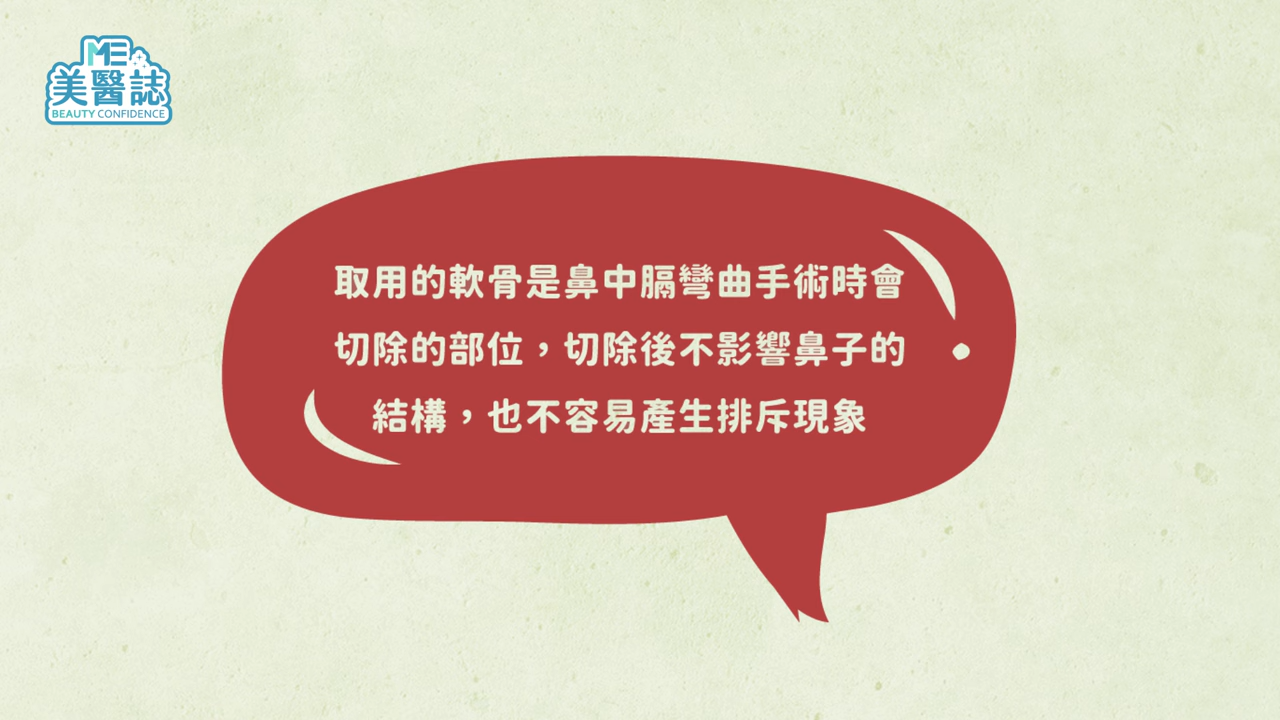 ME
美醫誌
BEAUTY CONFIDENCE
取用的軟骨是鼻中膈彎曲手術時會
切除的部位，切除後不影響鼻子的
結構，也不容易產生排斥現象